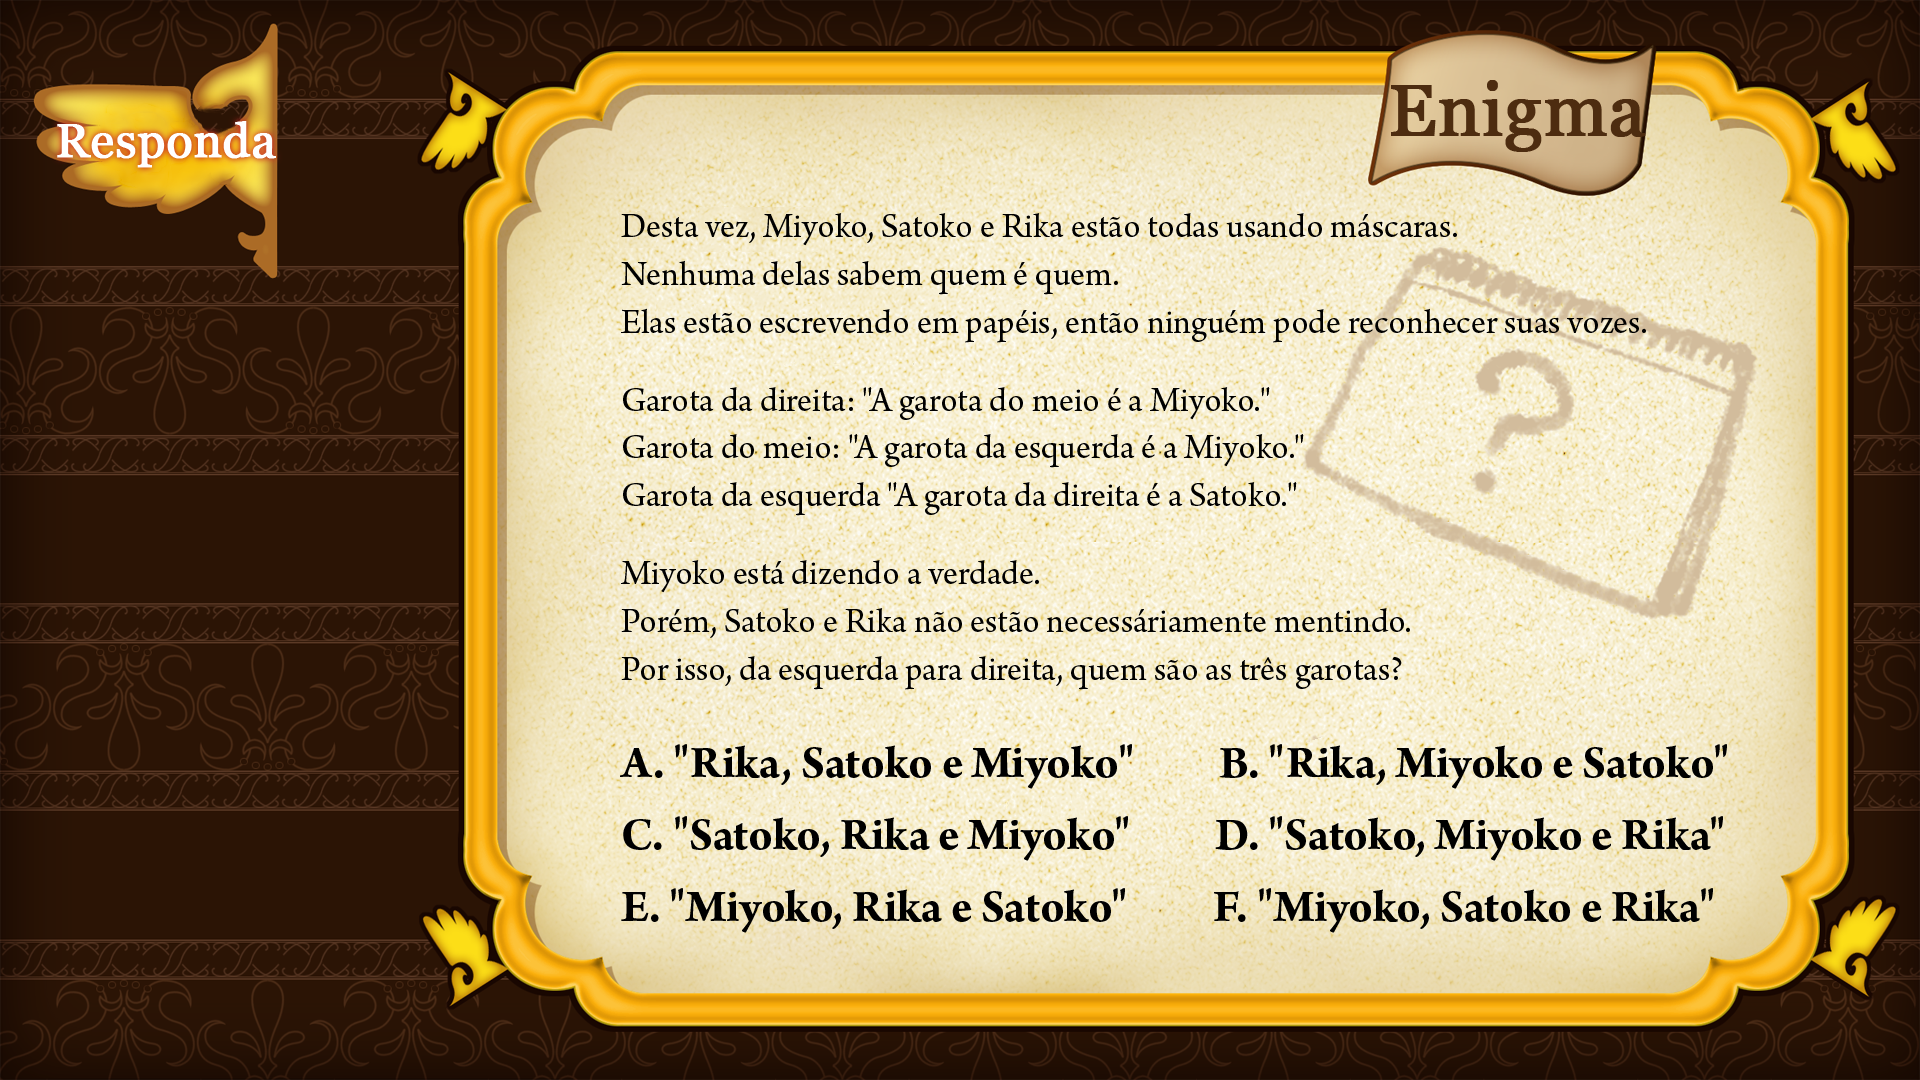 Responda
Enigma
Desta vez, Miyoko, Satoko e Rika estão todas usando máscaras.
Nenhuma delas sabem quem é quem.
Elas estão escrevendo em papéis, então ninguém pode reconhecer suas vozes.
Garota da direita: "A garota do meio é a Miyoko."
Garota do meio: "A garota da esquerda é a Miyoko."
Garota da esquerda "A garota da direita é a Satoko."
Miyoko está dizendo a verdade.
Porém, Satoko e Rika não estão necessáriamente mentindo.
Por isso, da esquerda para direita, quem são as três garotas?
A. "Rika, Satoko e Miyoko"
B. "Rika, Miyoko e Satoko"
C. "Satoko, Rika e Miyoko"
D. "Satoko, Miyoko e Rika"
E. "Miyoko, Rika e Satoko"
F. "Miyoko, Satoko e Rika"